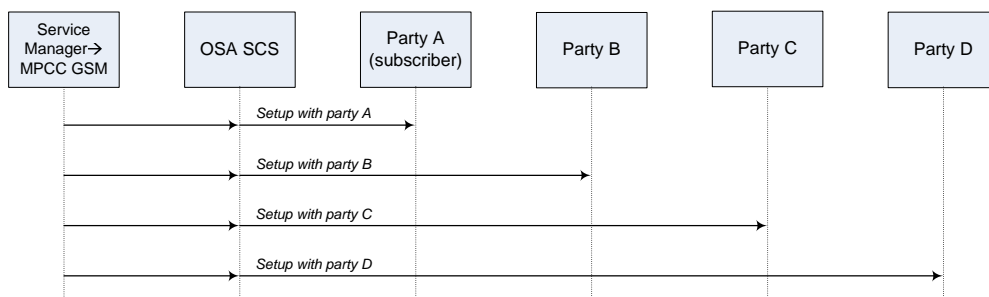 Service
Manager→
MPCC GSM
OSA SCS
Party A
(subscriber)
Party B
Party C
Party D
Setup with party A
Setup with party B
Setup with party C
Setup with party D